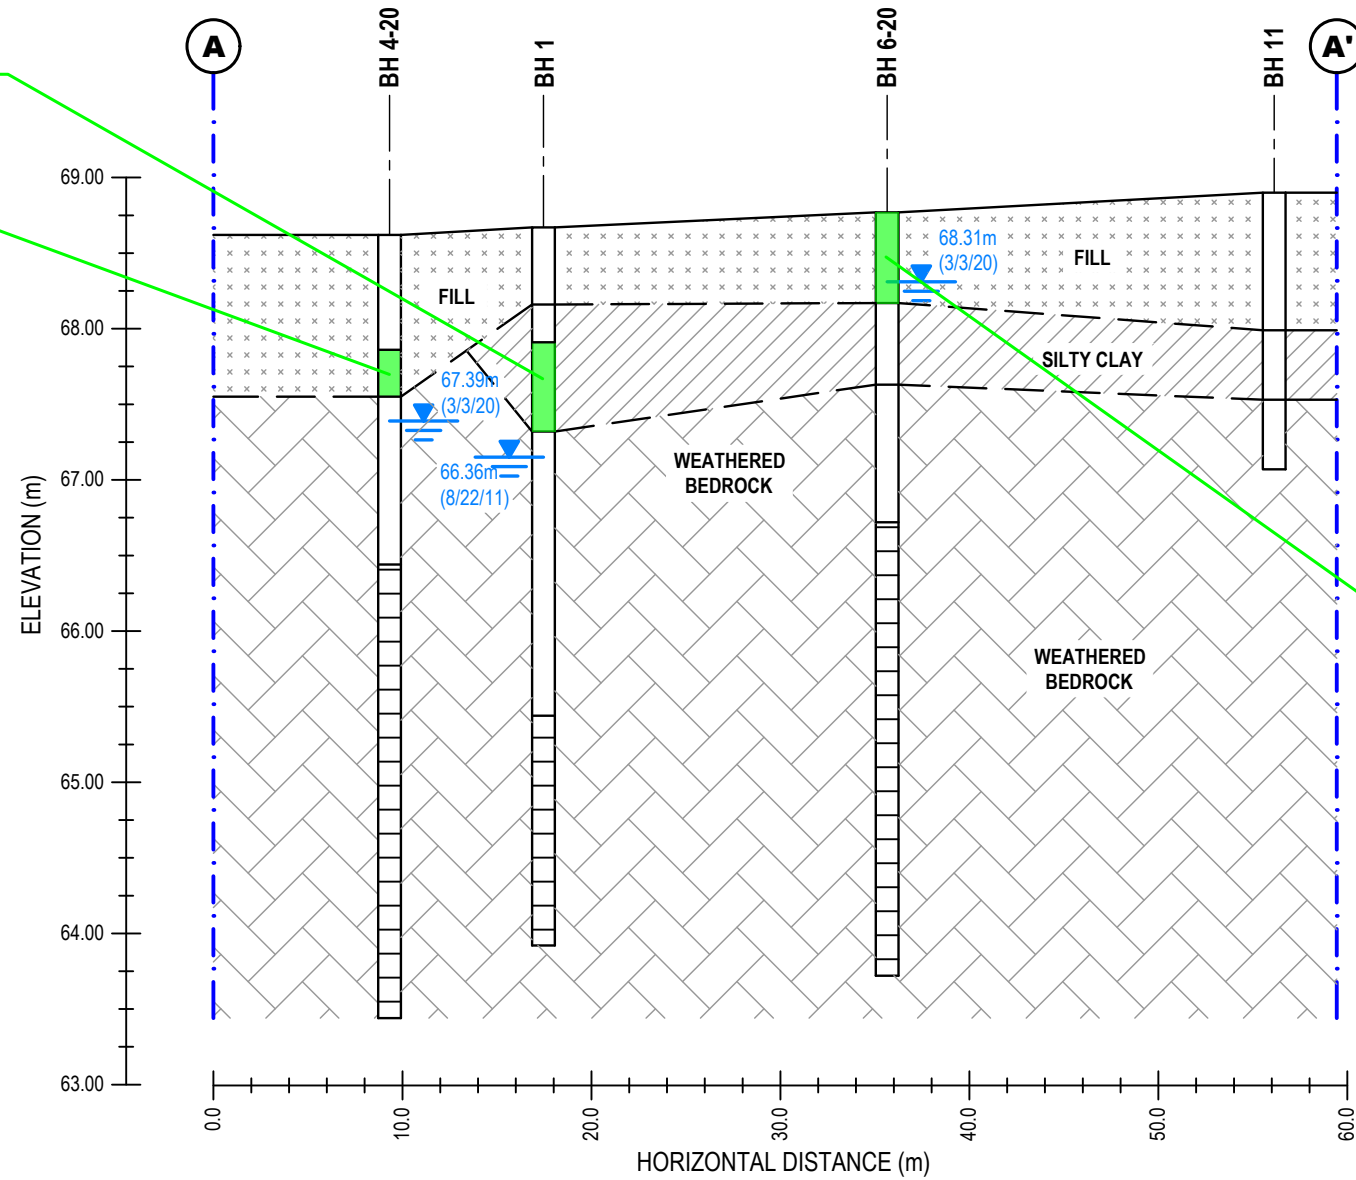 A
BH 4-20
BH 1
BH 6-20
BH 11
A'
69.00
68.00
67.00
66.00
65.00
64.00
63.00
ELEVATION (m)
68.31m
(3/3/20)
FILL
FILL
SILTY CLAY
67.39m
(3/3/20)
66.36m
(8/22/11)
WEATHERED
BEDROCK
WEATHERED
BEDROCK
0.0
10.0
20.0
30.0
40.0
50.0
60.0
HORIZONTAL DISTANCE (m)